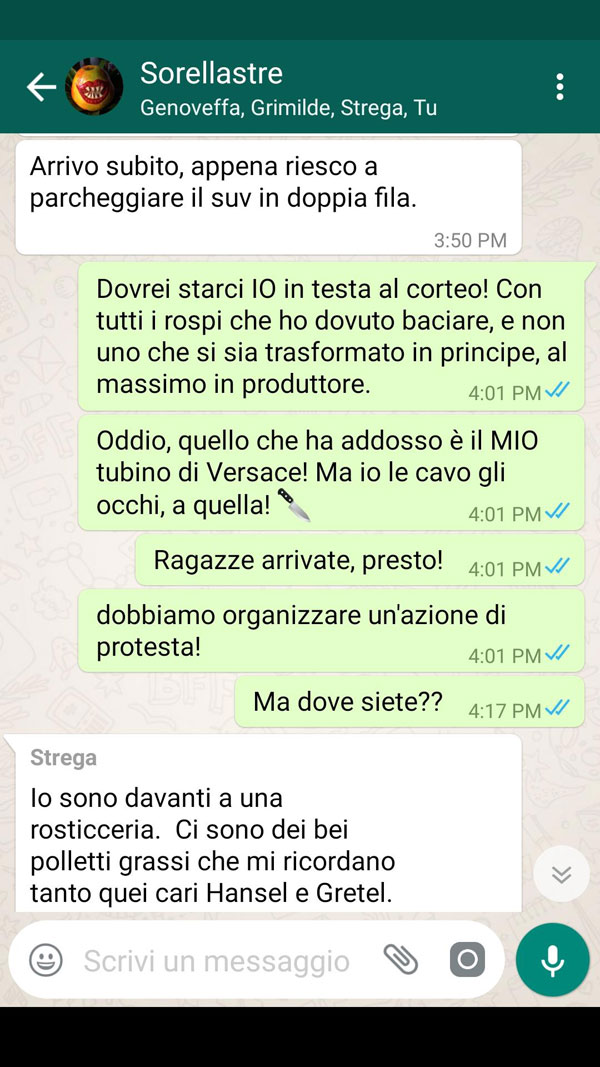 Sorellastre
Genoveffa, Grimilde, Strega, Tu
Arrivo subito, appena riesco a
parcheggiare il suv in doppia fila.
3:50 PM
Dovrei starci IO in testa al corteo! Con
tutti i rospi che ho dovuto baciare, e non
uno che si sia trasformato in principe, al
massimo in produttore.
4:01 PM
Oddio, quello che ha addosso è il MIO
tubino di Versace! Ma io le cavo gli
occhi, a quella! 🔪
4:01 PM
Ragazze arrivate, presto!
4:01 PM
dobbiamo organizzare un'azione di
protesta!
4:01 PM
Ma dove siete??
4:17 PM
Strega
Io sono davanti a una
rosticceria.  Ci sono dei bei
polletti grassi che mi ricordano
tanto quei cari Hansel e Gretel.
Scrivi un messaggio